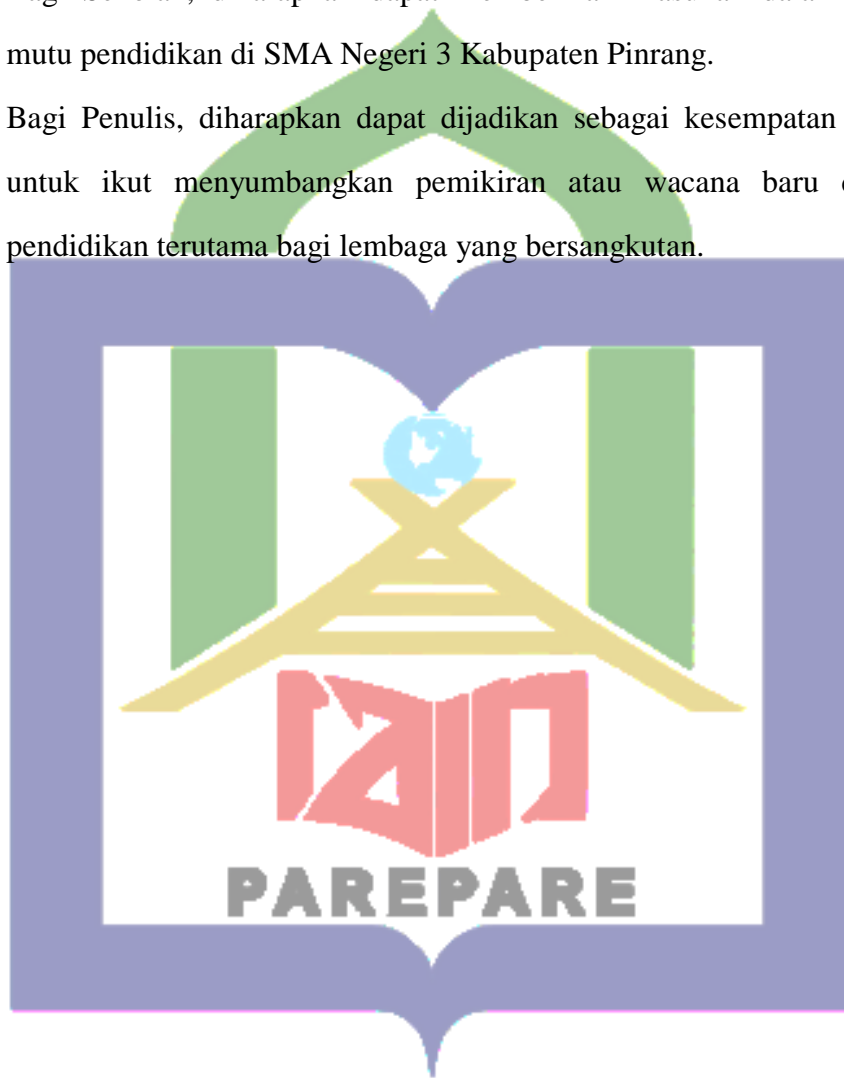 mutu pendidikan di SMA Negeri 3 Kabupaten Pinrang.
Bagi Penulis, diharapkan dapat dijadikan sebagai kesempatan
untuk ikut menyumbangkan pemikiran atau wacana baru
pendidikan terutama bagi lembaga yang bersangkutan.
iain
PAREPARE